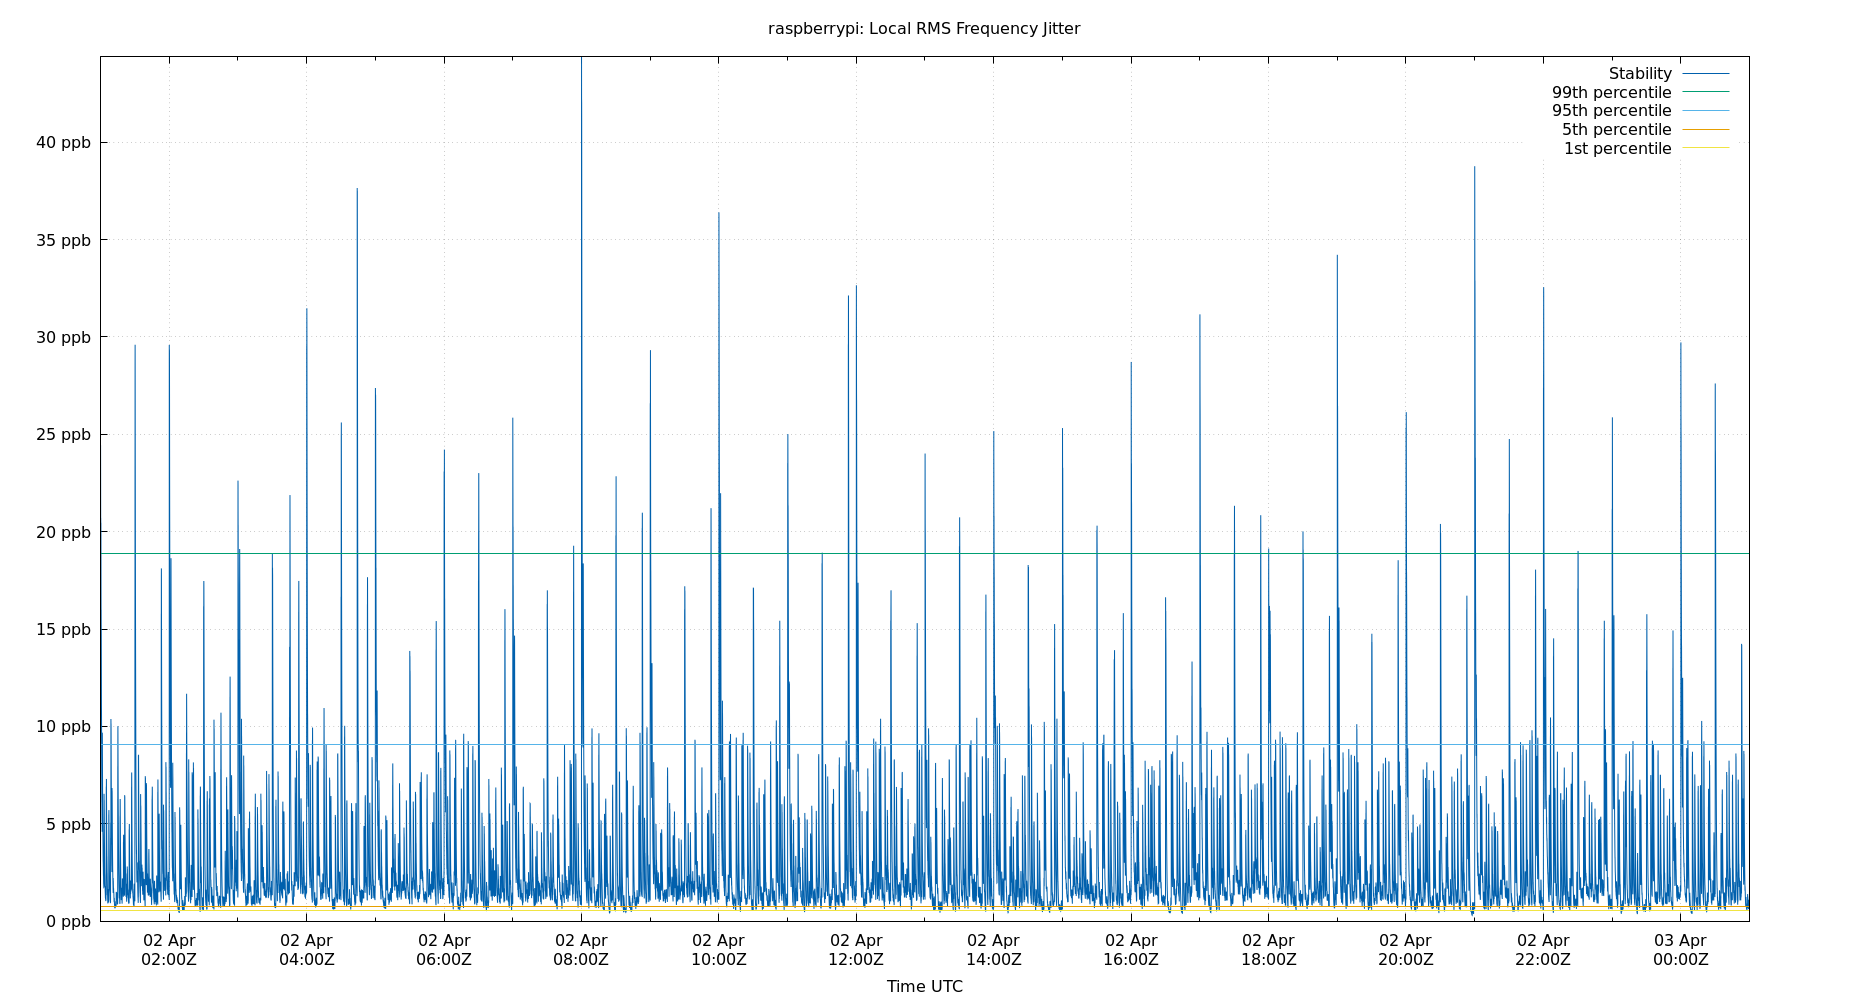 raspberrypi: Local RMS Frequency Jitter
Stability
99th percentile
95th percentile
5th percentile
1st percentile
40 ppb
35 ppb
30 ppb
25 ppb
20 ppb
15 ppb
10 ppb
5 ppb
0 ppb
02 Apr 02 Apr 02 Apr 02 Apr 02 Apr 02 Apr 02 Apr 02 Apr 02 Apr 02 Apr 02 Apr 03 Apr
02:00Z 04:00Z 06:00Z 08:00Z 10:00Z 12:00Z 14:00Z 16:00Z 18:00Z 20:00Z 22:00Z 00:00Z
Time UTC